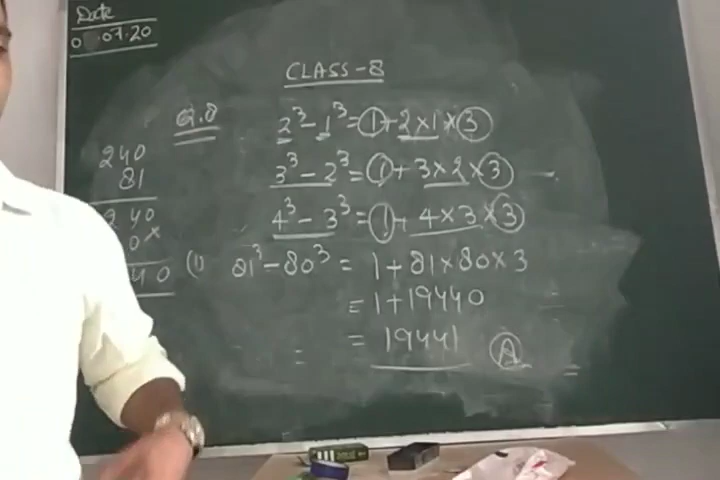 Date
07.20
CLASS-8
Q.8
2³ - 1³ = 1 + 2×1×3
3³ - 2³ = 1 + 3×2×3
4³ - 3³ = 1 + 4×3×3
(1) 81³ - 80³ = 1 + 81×80×3
= 1 + 19440
= 19441 A
=
=
240
81
240
0×
40